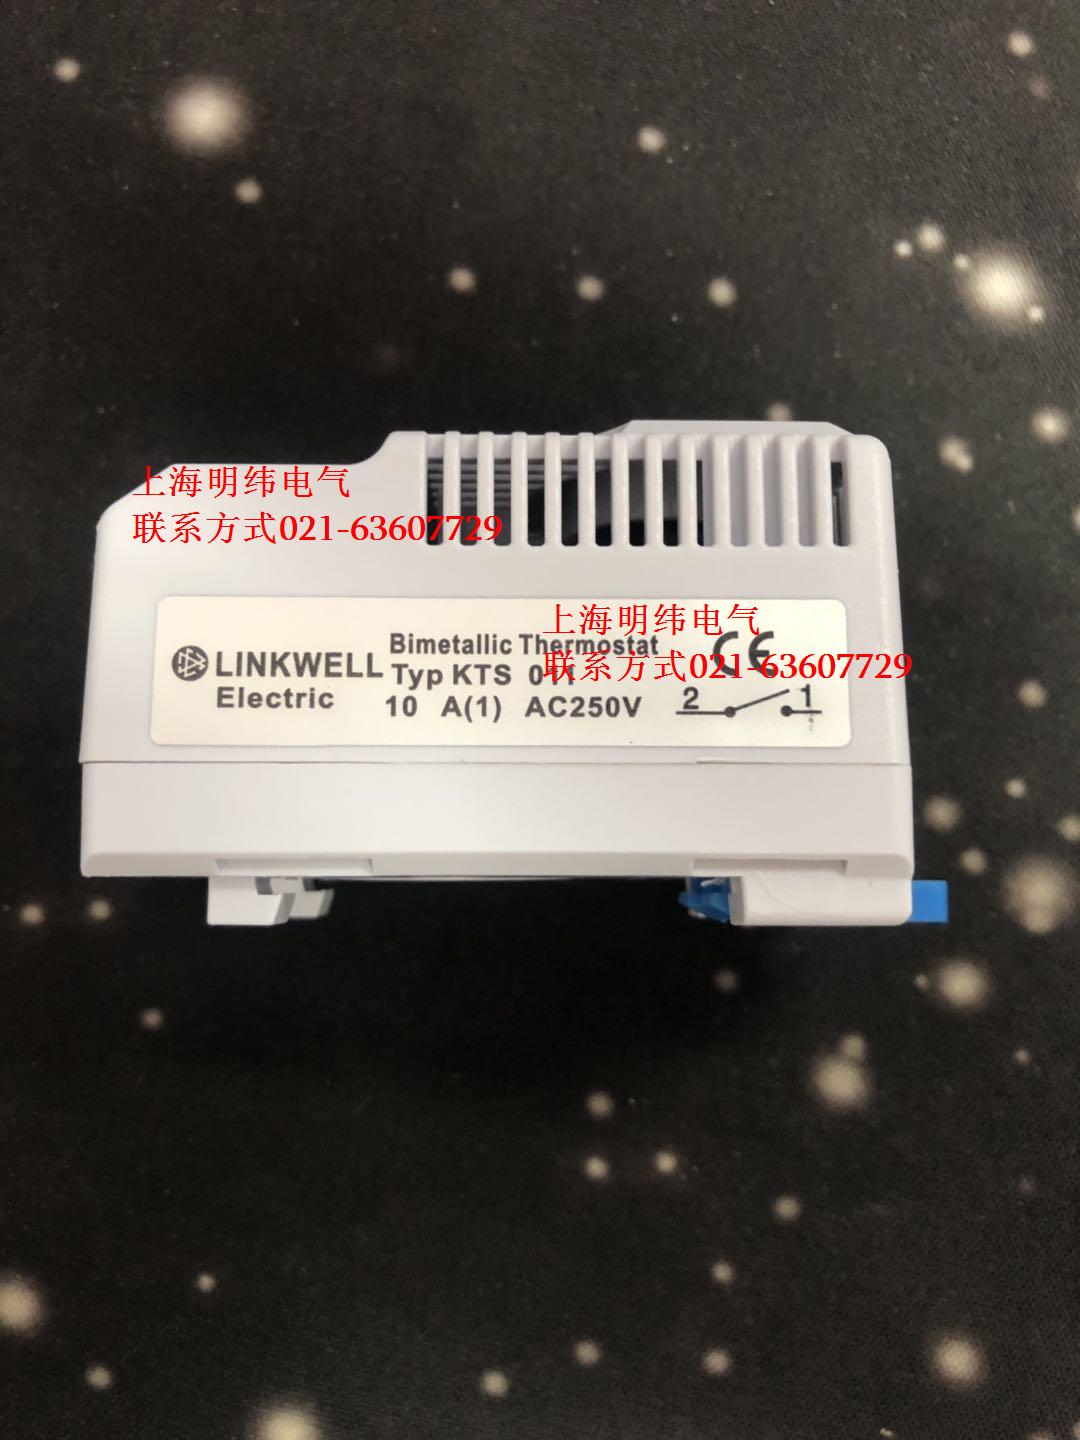 上海明纬电气
联系方式021-63607729
上海明纬电气
联系方式021-63607729
LINKWELL
Electric
Bimetallic Thermostat
Typ KTS 011
10 A(1) AC250V
CE
2 1